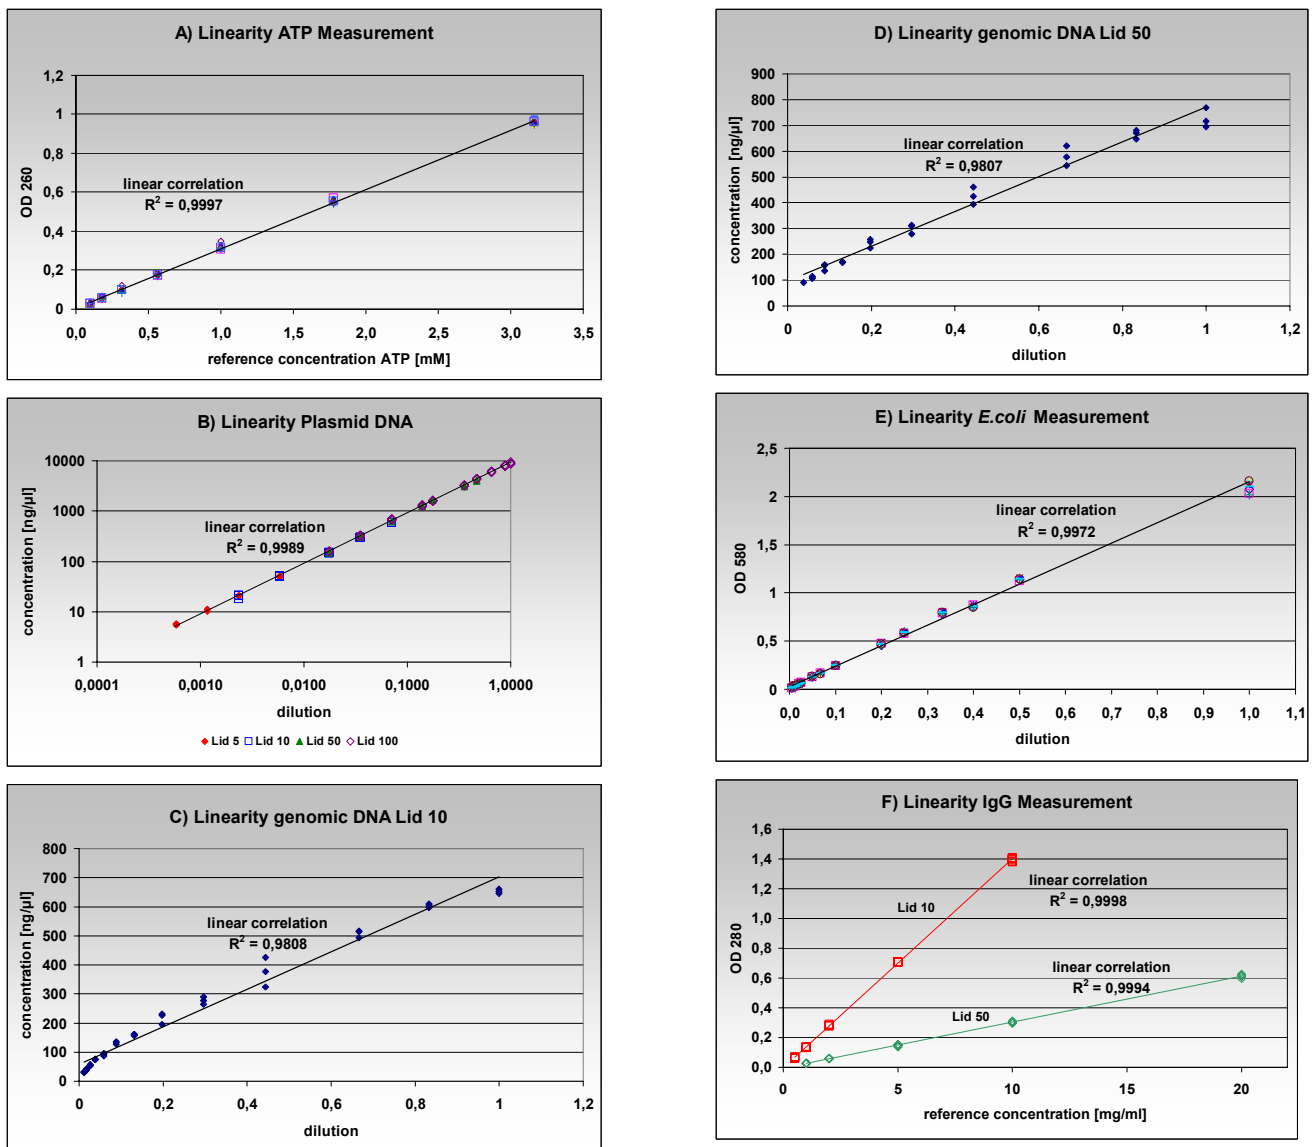 A) Linearity ATP Measurement
1,2
1
0,8
0,6
0,4
0,2
0
OD 260
linear correlation
R² = 0,9997
0,0 0,5 1,0 1,5 2,0 2,5 3,0 3,5
reference concentration ATP [mM]
B) Linearity Plasmid DNA
10000
1000
100
10
1
concentration [ng/µl]
linear correlation
R² = 0,9989
0,0001 0,0010 0,0100 0,1000 1,0000
dilution
Lid 5 Lid 10 Lid 50 Lid 100
C) Linearity genomic DNA Lid 10
800
700
600
500
400
300
200
100
0
concentration [ng/µl]
linear correlation
R² = 0,9808
0 0,2 0,4 0,6 0,8 1 1,2
dilution
D) Linearity genomic DNA Lid 50
900
800
700
600
500
400
300
200
100
0
concentration [ng/µl]
linear correlation
R² = 0,9807
0 0,2 0,4 0,6 0,8 1 1,2
dilution
E) Linearity E.coli Measurement
2,5
2
1,5
1
0,5
0
OD 580
linear correlation
R² = 0,9972
0,0 0,1 0,2 0,3 0,4 0,5 0,6 0,7 0,8 0,9 1,0 1,1
dilution
F) Linearity IgG Measurement
1,6
1,4
1,2
1,0
0,8
0,6
0,4
0,2
0,0
OD 280
linear correlation
R² = 0,9998
Lid 10
linear correlation
R² = 0,9994
Lid 50
0 5 10 15 20
reference concentration [mg/ml]